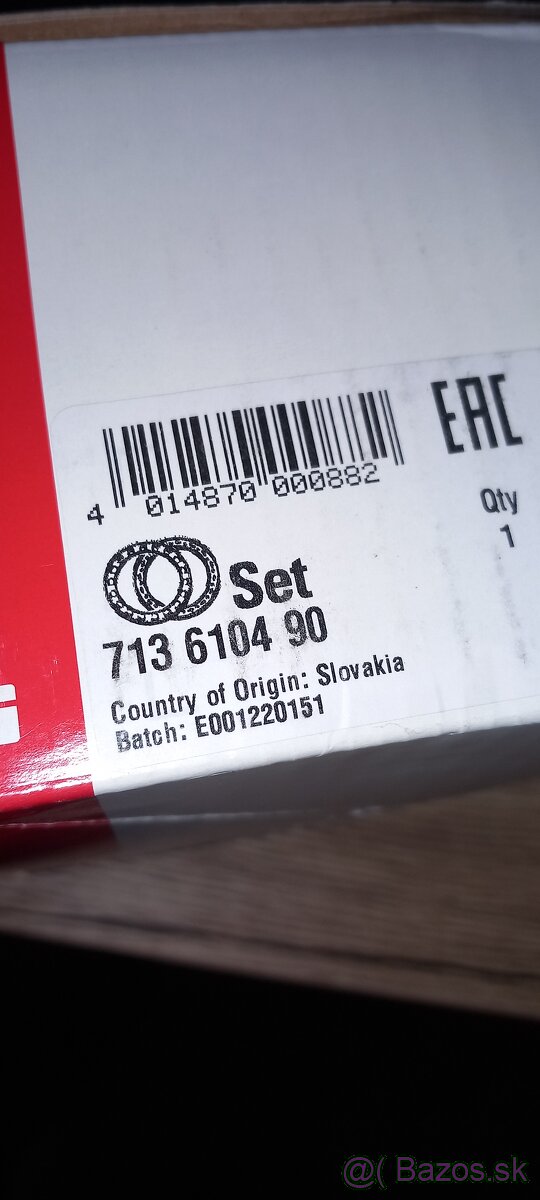 EAC
4 014870 000882
Qty
1
Set
713 6104 90
Country of Origin: Slovakia
Batch: E001220151
@( Bazos.sk